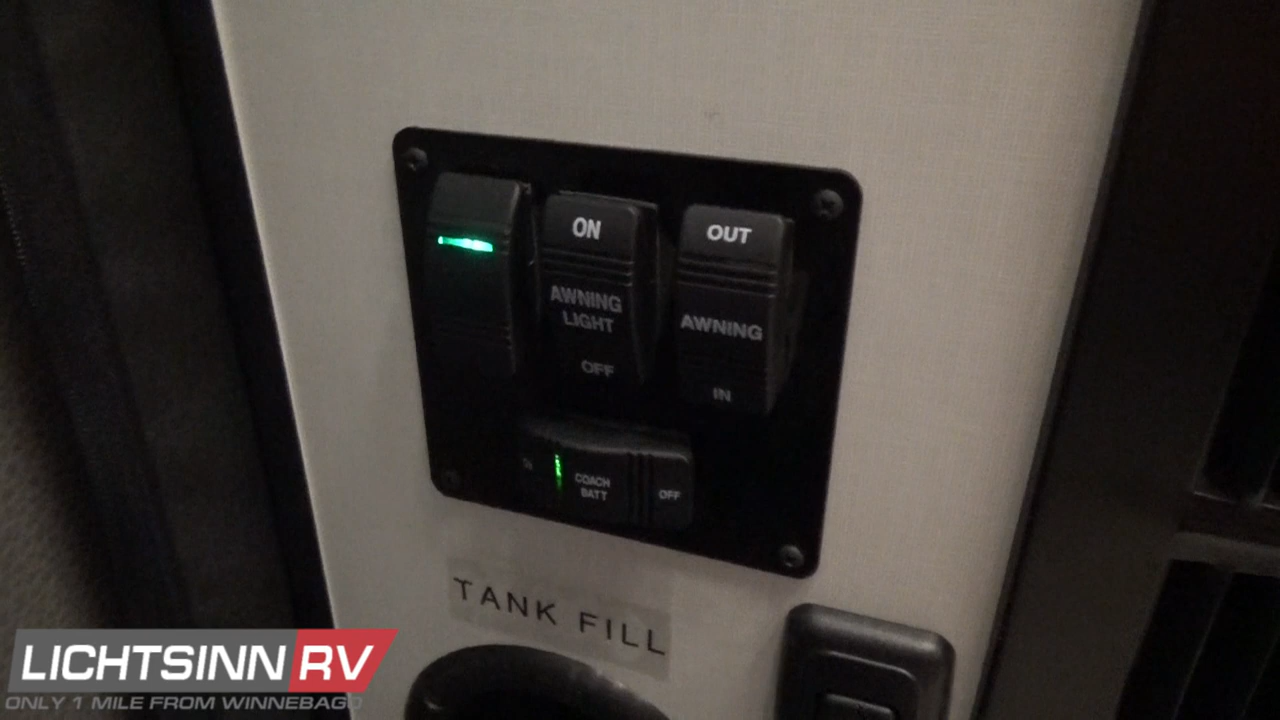 ON
OUT
AWNING
LIGHT
AWNING
OFF
IN
COACH
BATT
OFF
TANK FILL
LICHTSINN RV
ONLY 1 MILE FROM WINNEBAGO